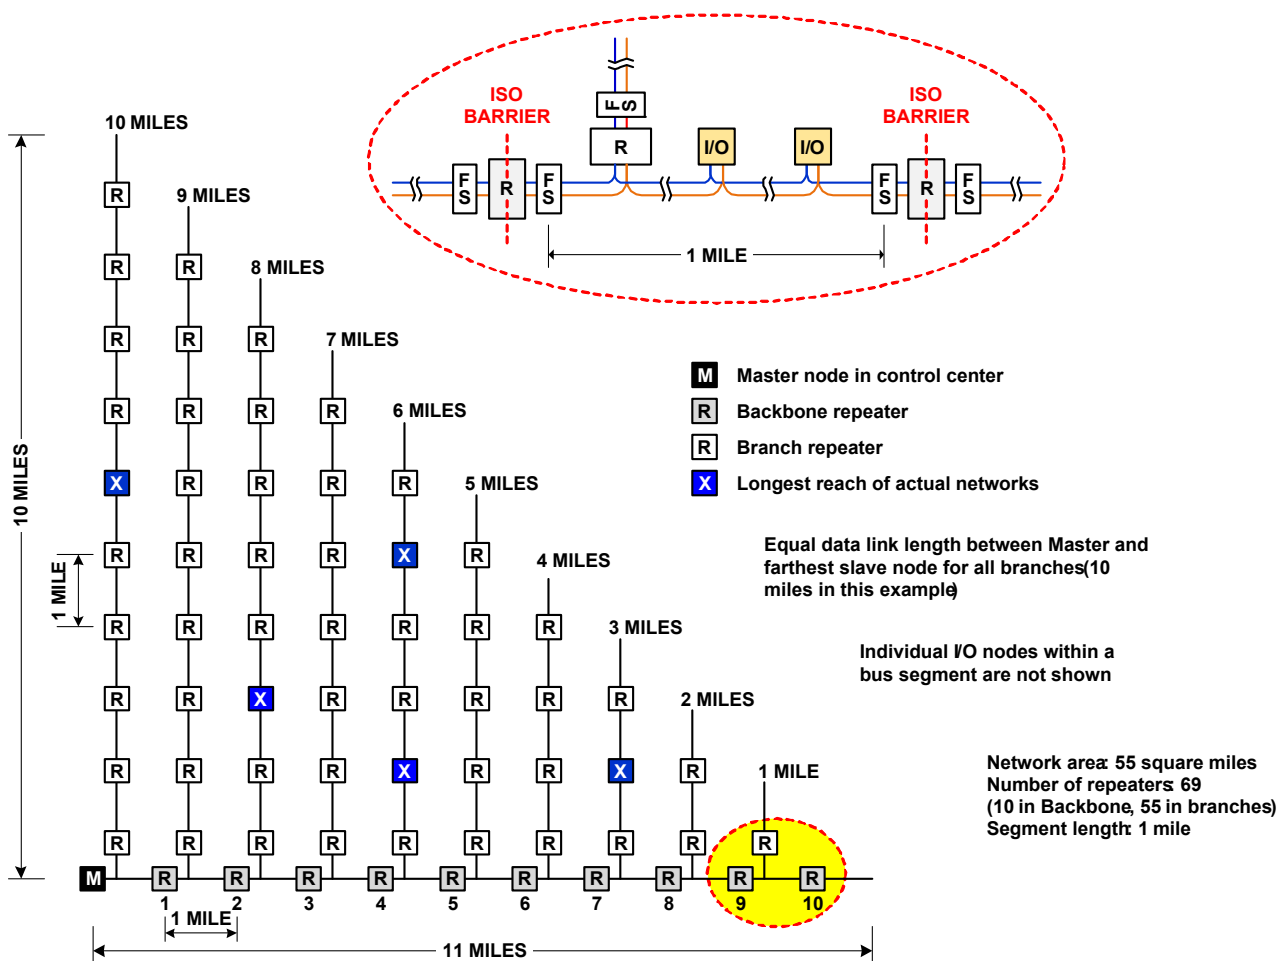 ISO
BARRIER
F
S
R
I/O
I/O
ISO
BARRIER
F
S
R
F
S
F
S
R
F
S
1 MILE
10 MILES
9 MILES
8 MILES
7 MILES
6 MILES
5 MILES
4 MILES
3 MILES
2 MILES
1 MILE
10 MILES
1 MILE
R
R R
R R R
R R R R
X R R R R
R R R R X R
R R R R R R R
R R X R R R R R
R R R R X R R X R
R R R R R R R R R R
M R R R R R R R R R R
1 2 3 4 5 6 7 8 9 10
1 MILE
11 MILES
M Master node in control center
R Backbone repeater
R Branch repeater
X Longest reach of actual networks
Equal data link length between Master and
farthest slave node for all branches(10
miles in this example)
Individual I/O nodes within a
bus segment are not shown
Network area: 55 square miles
Number of repeaters: 69
(10 in Backbone, 55 in branches)
Segment length: 1 mile